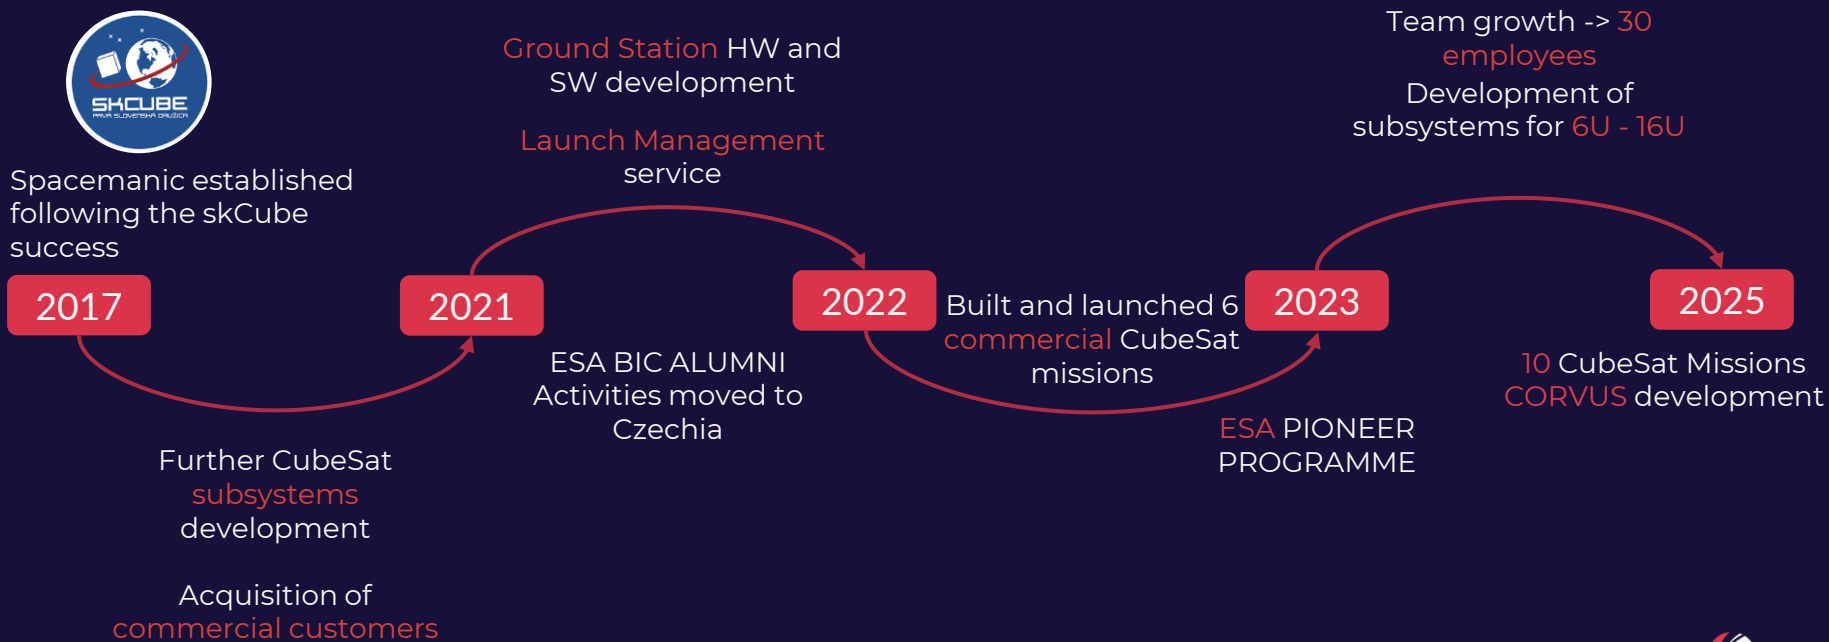 SKCUBE
PRVÁ SLOVENSKÁ DRUŽICA
Spacemanic established
following the skCube
success
2017
Further CubeSat
subsystems
development
Acquisition of
commercial customers
2021
Ground Station HW and
SW development
Launch Management
service
ESA BIC ALUMNI
Activities moved to
Czechia
2022
Built and launched 6
commercial CubeSat
missions
2023
ESA PIONEER
PROGRAMME
Team growth -> 30
employees
Development of
subsystems for 6U - 16U
2025
10 CubeSat Missions
CORVUS development